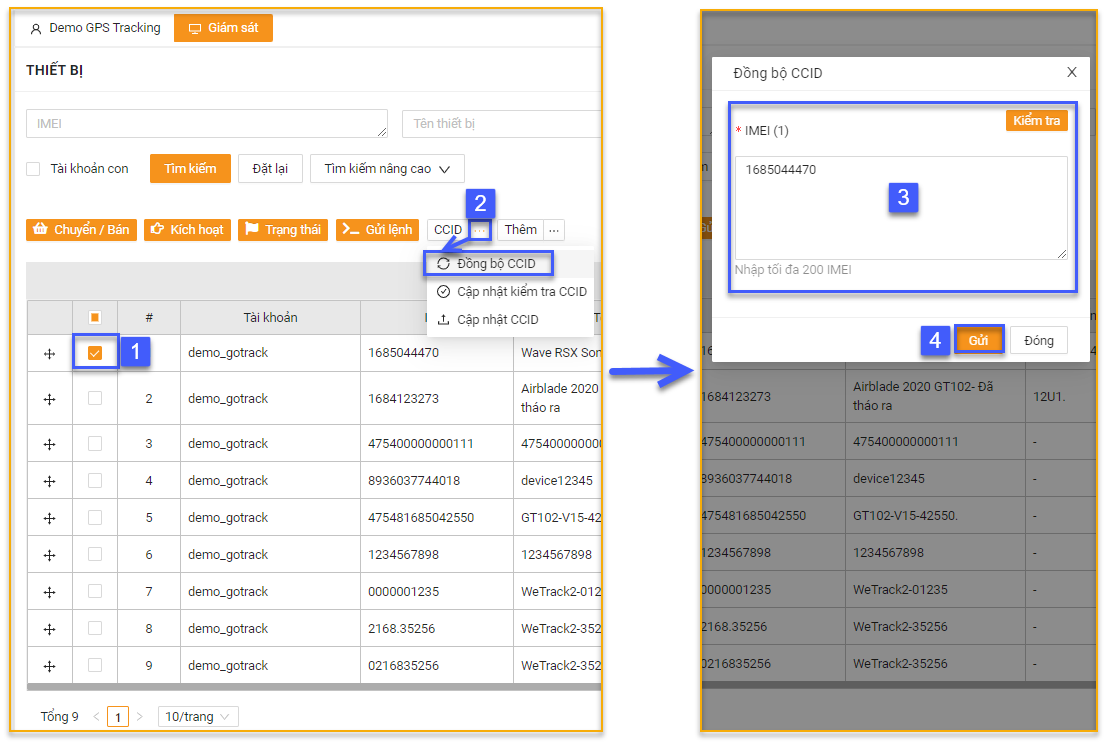 Demo GPS Tracking Giám sát
THIẾT BỊ
IMEI Tên thiết bị
Tài khoản con Tìm kiếm Đặt lại Tìm kiếm nâng cao
2
Chuyển / Bán Kích hoạt Trạng thái Gửi lệnh CCID ... Thêm ...
Đồng bộ CCID
Cập nhật kiểm tra CCID
Cập nhật CCID
# Tài khoản
1 demo_gotrack 1685044470 Wave RSX Son
2 demo_gotrack 1684123273 Airblade 2020
tháo ra
3 demo_gotrack 475400000000111 475400000000
4 demo_gotrack 8936037744018 device12345
5 demo_gotrack 475481685042550 GT102-V15-42
6 demo_gotrack 1234567898 1234567898
7 demo_gotrack 0000001235 WeTrack2-012
8 demo_gotrack 2168.35256 WeTrack2-352
9 demo_gotrack 0216835256 WeTrack2-352
Tổng 9 < 1 > 10/trang
Đồng bộ CCID X
* IMEI (1) Kiểm tra
1685044470
3
Nhập tối đa 200 IMEI
4 Gửi Đóng
1684123273 Airblade 2020 GT102- Đã
tháo ra 12U1.
475400000000111 475400000000111 -
8936037744018 device12345 -
475481685042550 GT102-V15-42550. -
1234567898 1234567898 -
0000001235 WeTrack2-01235 -
2168.35256 WeTrack2-35256 -
0216835256 WeTrack2-35256 -